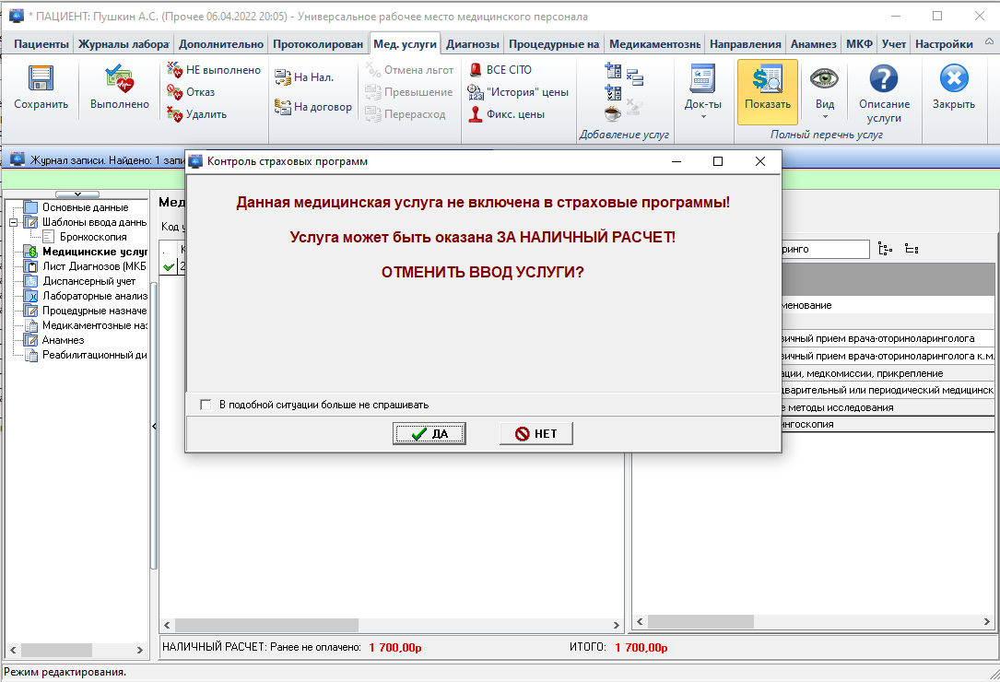 * ПАЦИЕНТ: Пушкин А.С. (Прочее 06.04.2022 20:05) - Универсальное рабочее место медицинского персонала
Пациенты Журналы лабора Дополнительно Протоколирован Мед. услуги Диагнозы Процедурные на Медикаментозн Направления Анамнез МКФ Учет Настройки
Сохранить
Выполнено
НЕ выполнено
Отказ
Удалить
На Нал.
На договор
Отмена льгот
Превышение
Перерасход
ВСЕ CITO
"История" цены
Фикс. цены
Добавление услуг
Док-ты
Показать
Вид
Описание услуги
Полный перечнь услуг
Закрыть
Журнал записи. Найдено: 1 запи
Контроль страховых программ
Данная медицинская услуга не включена в страховые программы!
Услуга может быть оказана ЗА НАЛИЧНЫЙ РАСЧЕТ!
ОТМЕНИТЬ ВВОД УСЛУГИ?
В подобной ситуации больше не спрашивать
ДА
НЕТ
Основные данные
Шаблоны ввода даннь
Бронхоскопия
Медицинские услуг
Лист Диагнозов (МКБ
Диспансерный учет
Лабораторные анализ
Процедурные назначе
Медикаментозные наз
Анамнез
Реабилитационный ди
Мед
Код у
ринго
менование
вичный прием врача-оториноларинголога
вичный прием врача-оториноларинголога к.м.
ации, медкомиссии, прикрепление
дварительный или периодический медицинск
е методы исследования
нгоскопия
НАЛИЧНЫЙ РАСЧЕТ: Ранее не оплачено: 1 700,00р
ИТОГО: 1 700,00р
Режим редактирования.